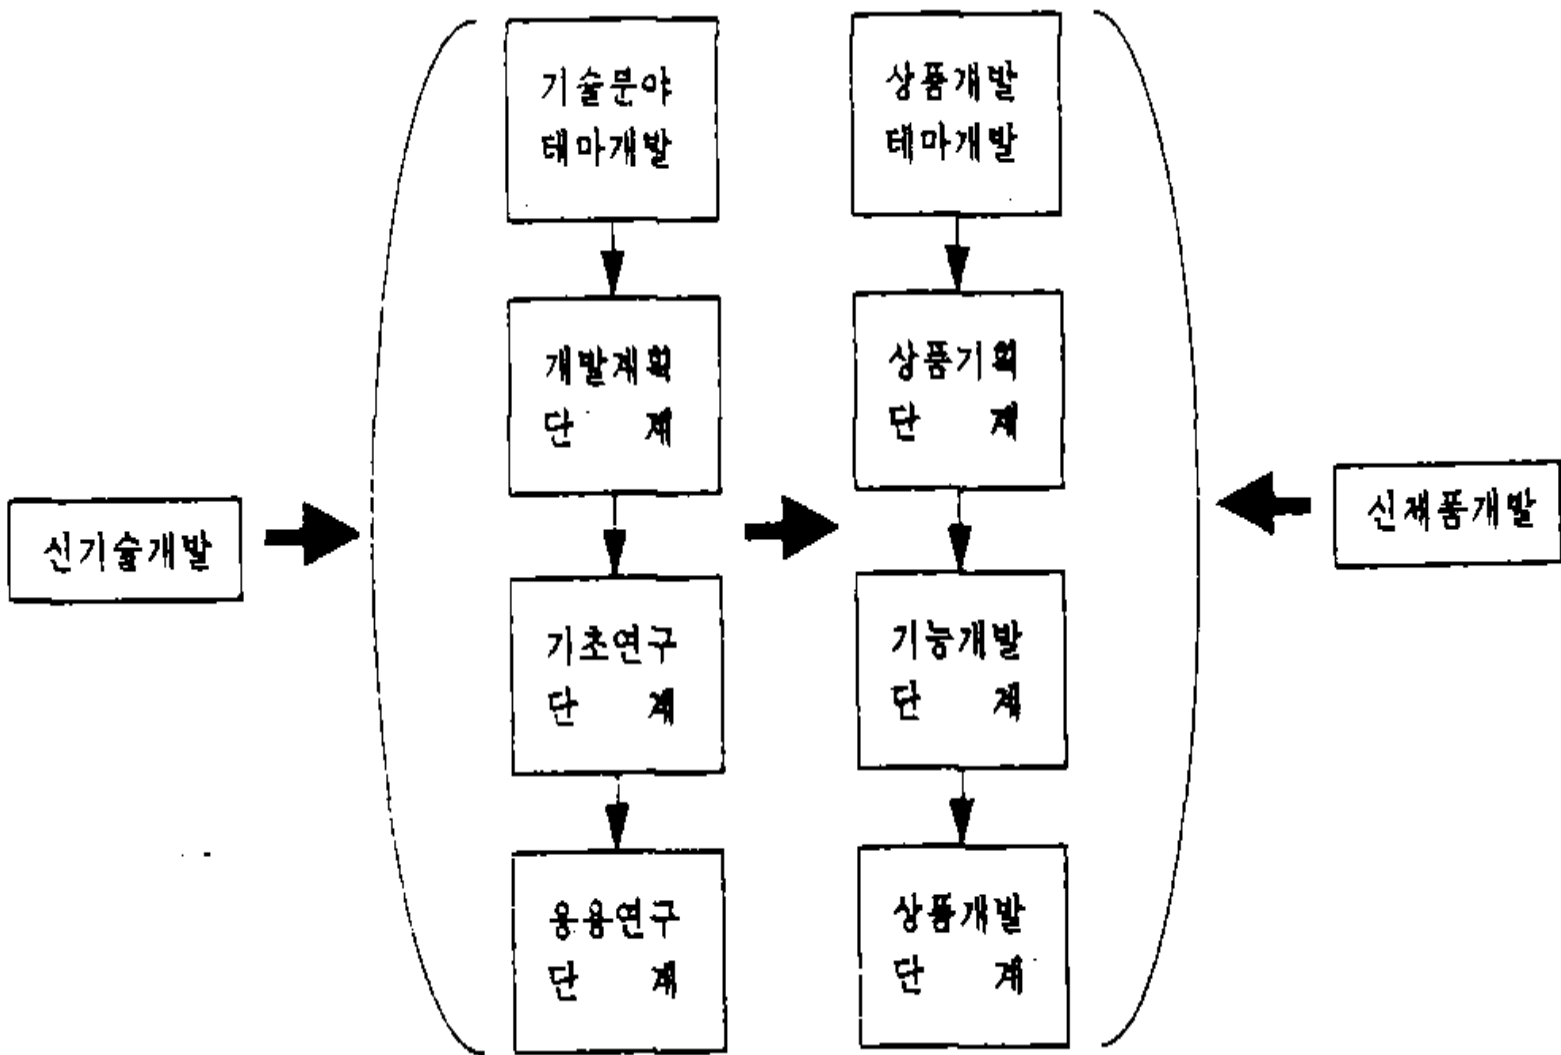 기술분야
테마개발
상품개발
테마개발
개발계획
단 계
상품기획
단 계
신기술개발
신제품개발
기초연구
단 계
기능개발
단 계
응용연구
단 계
상품개발
단 계